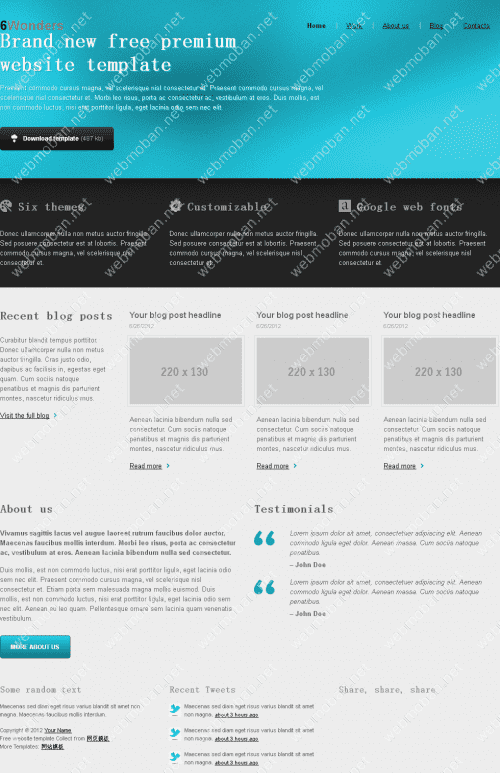 6Wonders
Home
Work
About us
Blog
Contacts
Brand new free premium
website template
Praesent commodo cursus magna, vel scelerisque nisl consectetur et. Praesent commodo cursus magna, vel
scelerisque nisl consectetur et. Morbi leo risus, porta ac consectetur ac, vestibulum at eros. Duis mollis, est
non commodo luctus, nisi erat porttitor ligula, eget lacinia odio sem nec elit.
Download template (497 kb)
Six themes
Donec ullamcorper nulla non metus auctor fringilla.
Sed posuere consectetur est at lobortis. Praesent
commodo cursus magna, vel scelerisque nisl
consectetur et.
Customizable
Donec ullamcorper nulla non metus auctor fringilla.
Sed posuere consectetur est at lobortis. Praesent
commodo cursus magna, vel scelerisque nisl
consectetur et.
Google web fonts
Donec ullamcorper nulla non metus auctor fringilla.
Sed posuere consectetur est at lobortis. Praesent
commodo cursus magna, vel scelerisque nisl
consectetur et.
Recent blog posts
Curabitur blandit tempus porttitor.
Donec ullamcorper nulla non metus
auctor fringilla. Cras justo odio,
dapibus ac facilisis in, egestas eget
quam. Cum sociis natoque
penatibus et magnis dis parturient
montes, nascetur ridiculus mus.
Visit the full blog
Your blog post headline
6/26/2012
220 x 130
Aenean lacinia bibendum nulla sed
consectetur. Cum sociis natoque
penatibus et magnis dis parturient
montes, nascetur ridiculus mus.
Read more
Your blog post headline
6/26/2012
220 x 130
Aenean lacinia bibendum nulla sed
consectetur. Cum sociis natoque
penatibus et magnis dis parturient
montes, nascetur ridiculus mus.
Read more
Your blog post headline
6/26/2012
220 x 130
Aenean lacinia bibendum nulla sed
consectetur. Cum sociis natoque
penatibus et magnis dis parturient
montes, nascetur ridiculus mus.
Read more
About us
Vivamus sagittis lacus vel augue laoreet rutrum faucibus dolor auctor.
Maecenas faucibus mollis interdum. Morbi leo risus, porta ac consectetur
ac, vestibulum at eros. Aenean lacinia bibendum nulla sed consectetur.
Duis mollis, est non commodo luctus, nisi erat porttitor ligula, eget lacinia odio
sem nec elit. Praesent commodo cursus magna, vel scelerisque nisl
consectetur et. Etiam porta sem malesuada magna mollis euismod. Duis
mollis, est non commodo luctus, nisi erat porttitor ligula, eget lacinia odio sem
nec elit. Aenean eu leo quam. Pellentesque ornare sem lacinia quam venenatis
vestibulum.
MORE ABOUT US
Testimonials
Lorem ipsum dolor sit amet, consectetuer adipiscing elit. Aenean
commodo ligula eget dolor. Aenean massa. Cum sociis natoque
penatibus.
– John Doe
Lorem ipsum dolor sit amet, consectetuer adipiscing elit. Aenean
commodo ligula eget dolor. Aenean massa. Cum sociis natoque
penatibus.
– John Doe
Some random text
Maecenas sed diam eget risus varius blandit sit amet non
magna. Maecenas faucibus mollis interdum.
Copyright © 2012 Your Name
Free website template Collect from 网页模板
More Templates: 网站模板
Recent Tweets
Maecenas sed diam eget risus varius blandit sit amet
non magna. about 3 hours ago
Maecenas sed diam eget risus varius blandit sit amet
non magna. about 3 hours ago
Maecenas sed diam eget risus varius blandit sit amet
non magna. about 3 hours ago
Share, share, share
webmoban.net